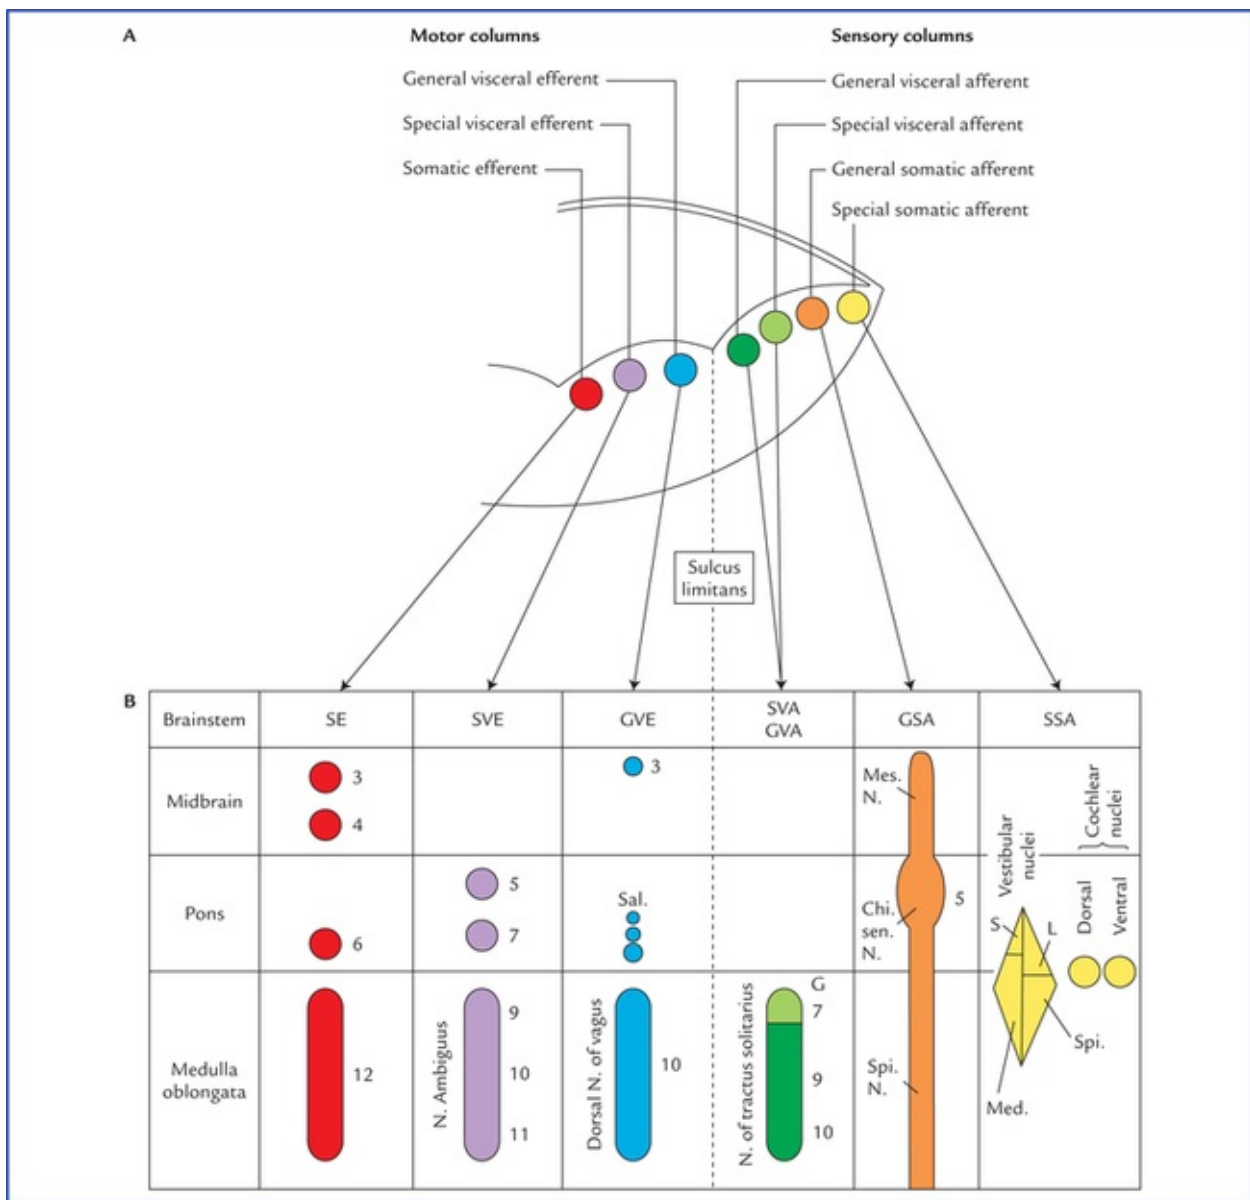 A
Motor columns
Sensory columns
General visceral efferent
General visceral afferent
Special visceral efferent
Special visceral afferent
Somatic efferent
General somatic afferent
Special somatic afferent
Sulcus
limitans
B
Brainstem
SE
SVE
GVE
SVA
GVA
GSA
SSA
Midbrain
3
4
3
Mes.
N.
Vestibular
nuclei
Cochlear
nuclei
Pons
6
5
7
Sal.
Chi.
sen.
N.
5
S
L
Dorsal
Ventral
Medulla
oblongata
12
N. Ambiguus
9
10
11
Dorsal N. of vagus
10
N. of tractus solitarius
G
7
9
10
Spi.
N.
Med.
Spi.